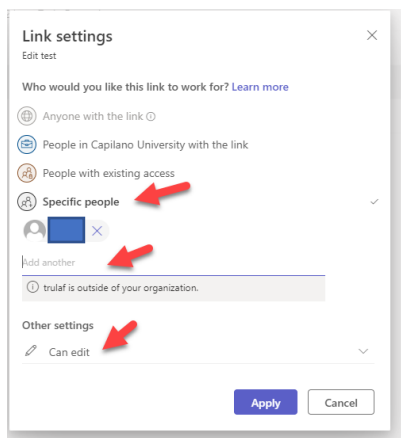 Link settings
Edit test
Who would you like this link to work for? Learn more
Anyone with the link
People in Capilano University with the link
People with existing access
Specific people
Add another
trulaf is outside of your organization.
Other settings
Can edit
Apply Cancel